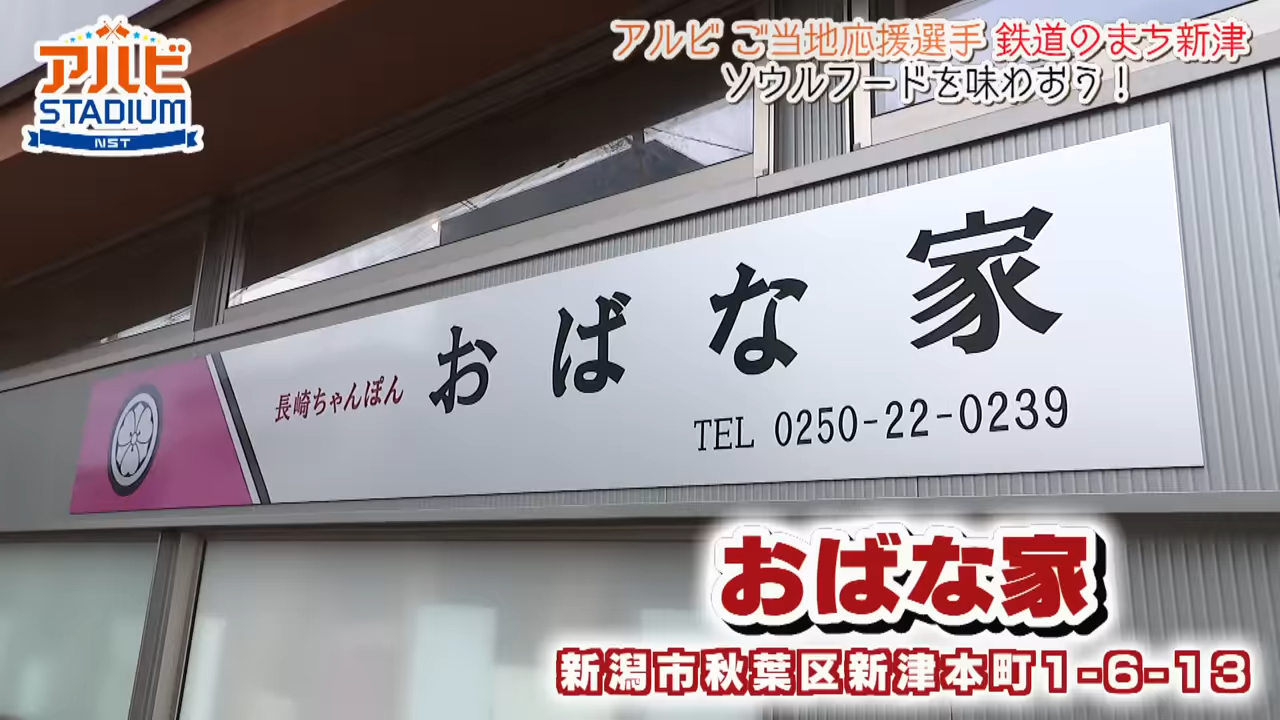 アルビ
STADIUM
NST
アルビ ご当地応援選手 鉄道のまち新津
ソウルフードを味わおう！
長崎ちゃんぽん おばな家
TEL 0250-22-0239
おばな家
新潟市秋葉区新津本町1-6-13